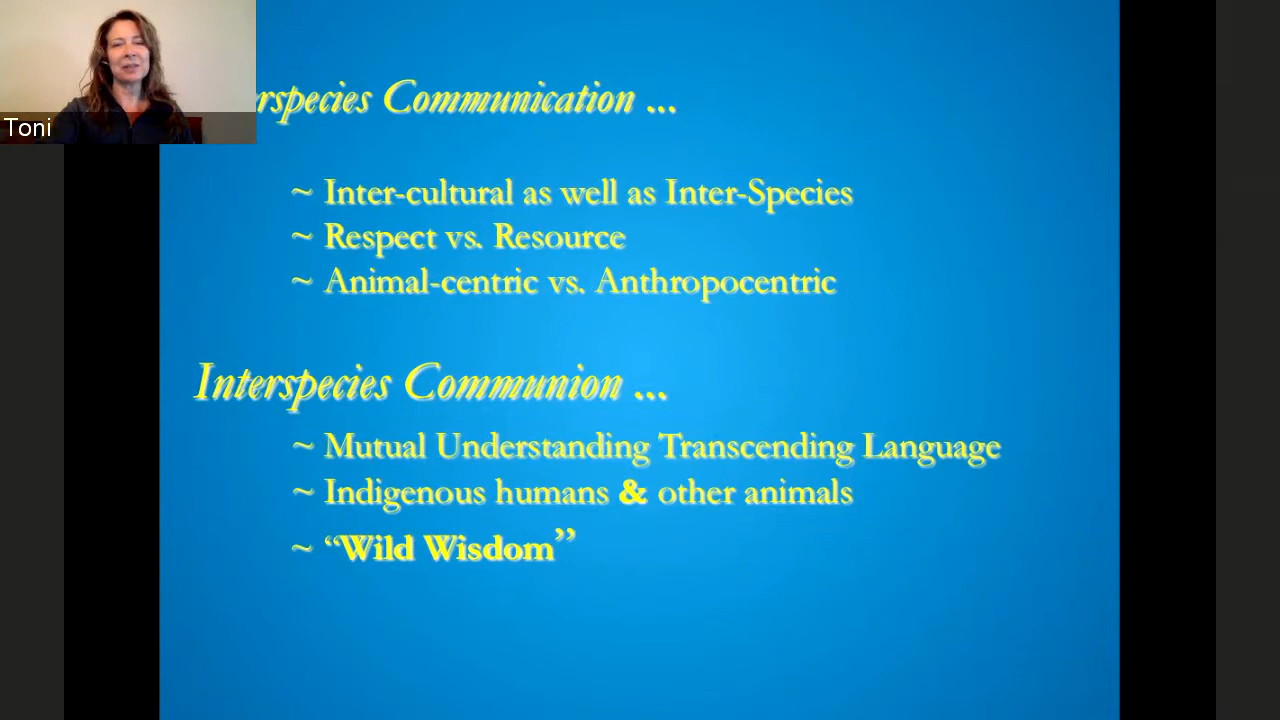 Toni
rspecies Communication ...
~ Inter-cultural as well as Inter-Species
~ Respect vs. Resource
~ Animal-centric vs. Anthropocentric
Interspecies Communion ...
~ Mutual Understanding Transcending Language
~ Indigenous humans & other animals
~ “Wild Wisdom”